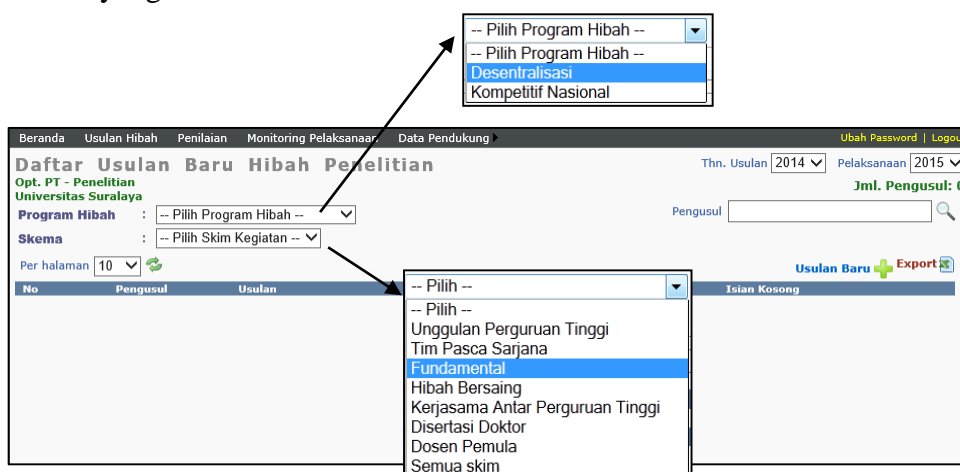 -- Pilih Program Hibah --
-- Pilih Program Hibah --
Desentralisasi
Kompetitif Nasional
Beranda Usulan Hibah Penilaian Monitoring Pelaksanaan Data Pendukung Ubah Password | Logou
Daftar Usulan Baru Hibah Penelitian Thn. Usulan 2014 Pelaksanaan 2015
Opt. PT - Penelitian
Universitas Suralaya Jml. Pengusul:
Program Hibah : -- Pilih Program Hibah -- Pengusul
Skema : -- Pilih Skim Kegiatan --
Per halaman 10 Usulan Baru Export
No Pengusul Usulan Isian Kosong
-- Pilih --
-- Pilih --
Unggulan Perguruan Tinggi
Tim Pasca Sarjana
Fundamental
Hibah Bersaing
Kerjasama Antar Perguruan Tinggi
Disertasi Doktor
Dosen Pemula
Semua skim